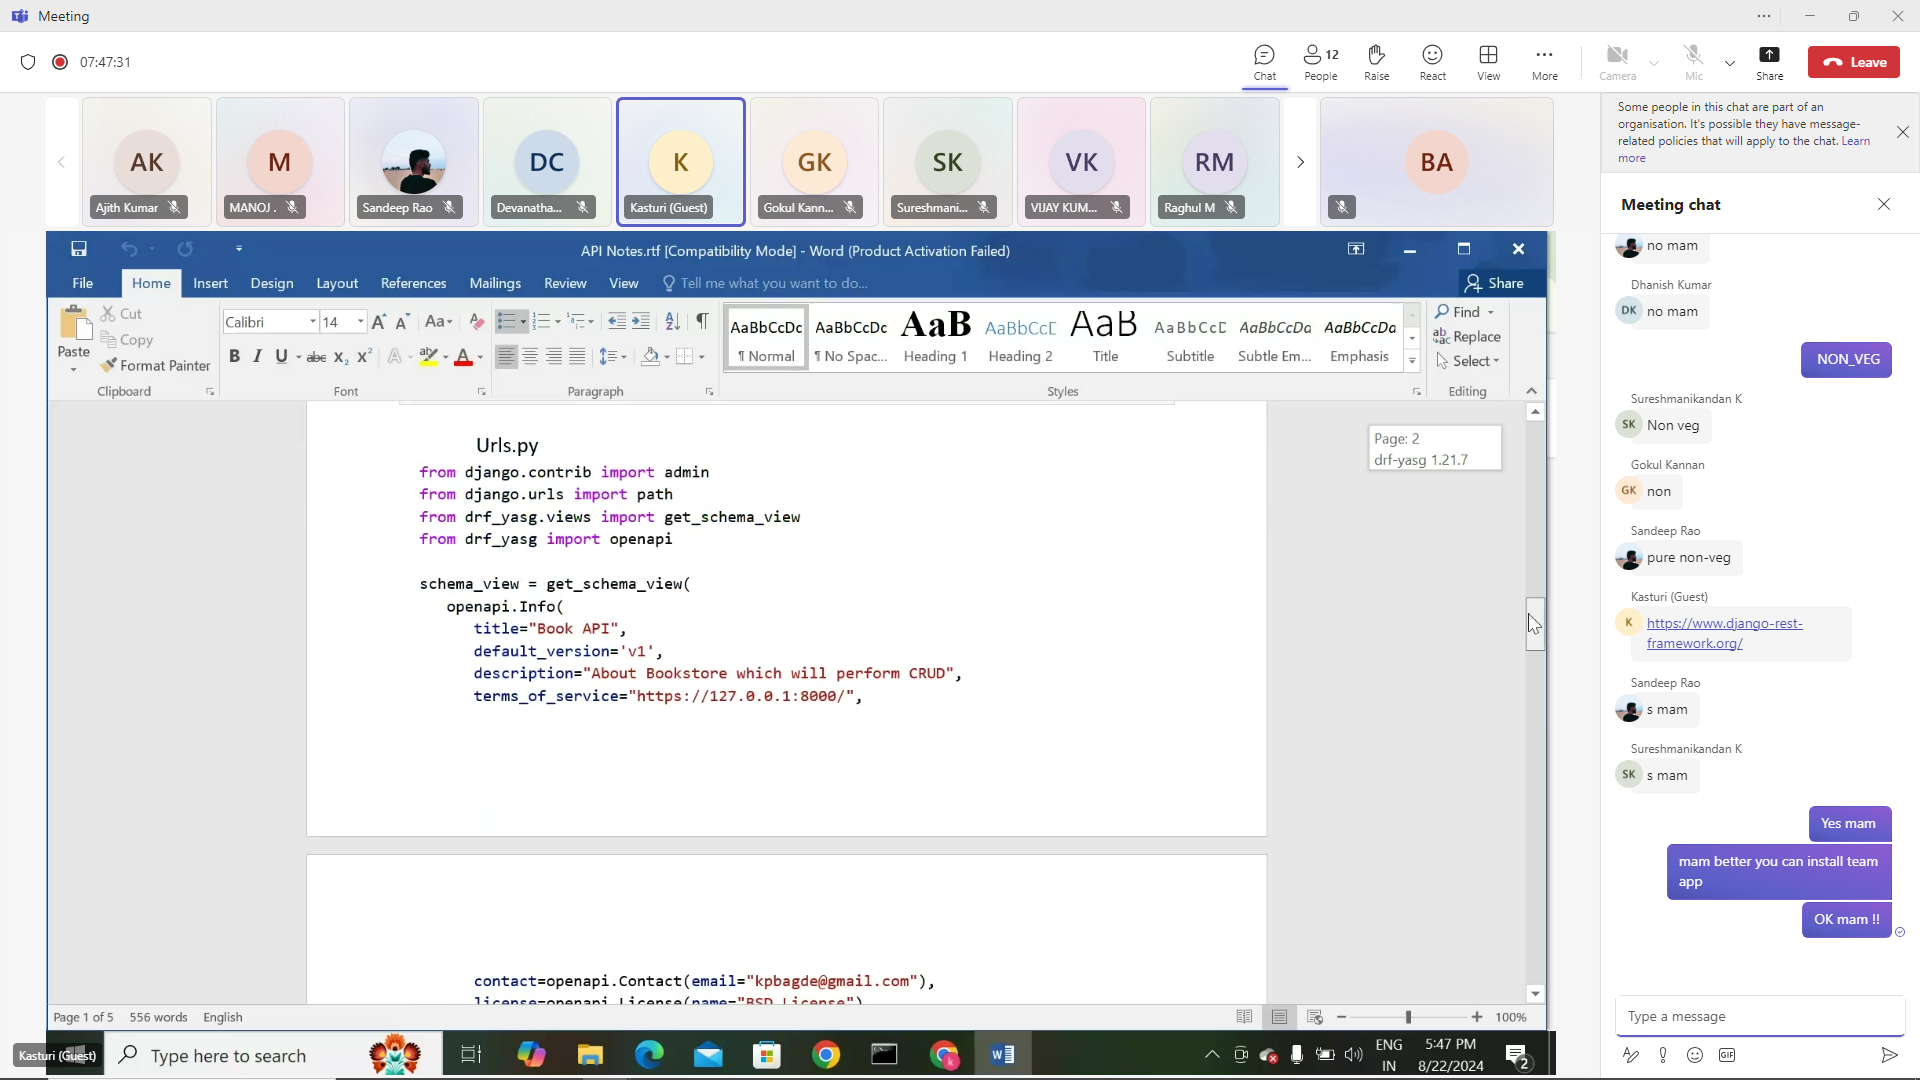 Meeting
07:47:31
Chat
12
People
Raise
React
View
More
Camera
Mic
Share
Leave
AK
Ajith Kumar
M
MANOJ .
Sandeep Rao
DC
Devanatha...
K
Kasturi (Guest)
GK
Gokul Kann...
SK
Sureshmani...
VK
VIJAY KUM...
RM
Raghul M
BA
API Notes.rtf [Compatibility Mode] - Word (Product Activation Failed)
File
Home
Insert
Design
Layout
References
Mailings
Review
View
Tell me what you want to do...
Share
Paste
Cut
Copy
Format Painter
Clipboard
Calibri
14
Font
Paragraph
AaBbCcDc
¶ Normal
AaBbCcDc
¶ No Spac...
AaB
Heading 1
AaBbCcE
Heading 2
AaB
Title
AaBbCcD
Subtitle
AaBbCcDa
Subtle Em...
AaBbCcDa
Emphasis
Styles
Find
Replace
Select
Editing
Page: 2
drf-yasg 1.21.7
Urls.py
from django.contrib import admin
from django.urls import path
from drf_yasg.views import get_schema_view
from drf_yasg import openapi
schema_view = get_schema_view(
openapi.Info(
title="Book API",
default_version='v1',
description="About Bookstore which will perform CRUD",
terms_of_service="https://127.0.0.1:8000/",
contact=openapi.Contact(email="kpbagde@gmail.com"),
license=openapi.License(name="BSD License")
Page 1 of 5
556 words
English
100%
Kasturi (Guest)
Type here to search
ENG
IN
5:47 PM
8/22/2024
2
Some people in this chat are part of an
organisation. It's possible they have message-
related policies that will apply to the chat. Learn
more
Meeting chat
no mam
Dhanish Kumar
DK
no mam
NON_VEG
Sureshmanikandan K
SK
Non veg
Gokul Kannan
GK
non
Sandeep Rao
pure non-veg
Kasturi (Guest)
K
https://www.django-rest-
framework.org/
Sandeep Rao
s mam
Sureshmanikandan K
SK
s mam
Yes mam
mam better you can install team
app
OK mam !!
Type a message
GIF